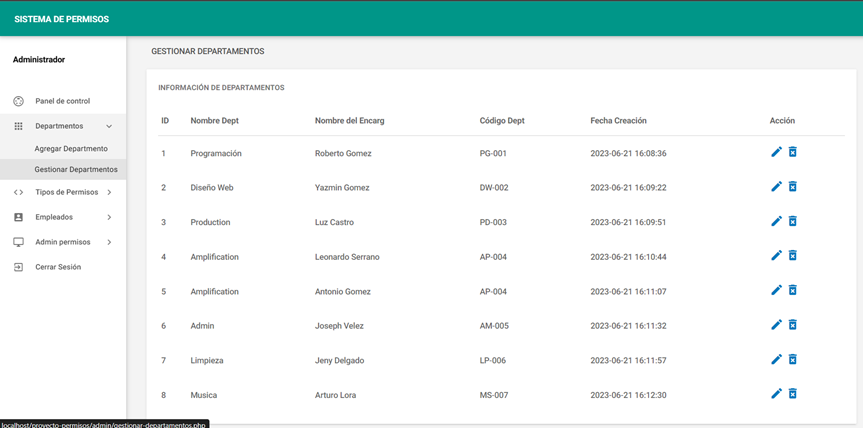 SISTEMA DE PERMISOS
Administrador
Panel de control
Departamentos
Agregar Departamento
Gestionar Departamentos
Tipos de Permisos
Empleados
Admin permisos
Cerrar Sesión
GESTIONAR DEPARTAMENTOS
INFORMACIÓN DE DEPARTAMENTOS
ID Nombre Dept Nombre del Encarg Código Dept Fecha Creación Acción
1 Programación Roberto Gomez PG-001 2023-06-21 16:08:36
2 Diseño Web Yazmin Gomez DW-002 2023-06-21 16:09:22
3 Production Luz Castro PD-003 2023-06-21 16:09:51
4 Amplification Leonardo Serrano AP-004 2023-06-21 16:10:44
5 Amplification Antonio Gomez AP-004 2023-06-21 16:11:07
6 Admin Joseph Velez AM-005 2023-06-21 16:11:32
7 Limpieza Jeny Delgado LP-006 2023-06-21 16:11:57
8 Musica Arturo Lora MS-007 2023-06-21 16:12:30
localhost/proyecto-permisos/admin/gestionar-departamentos.php